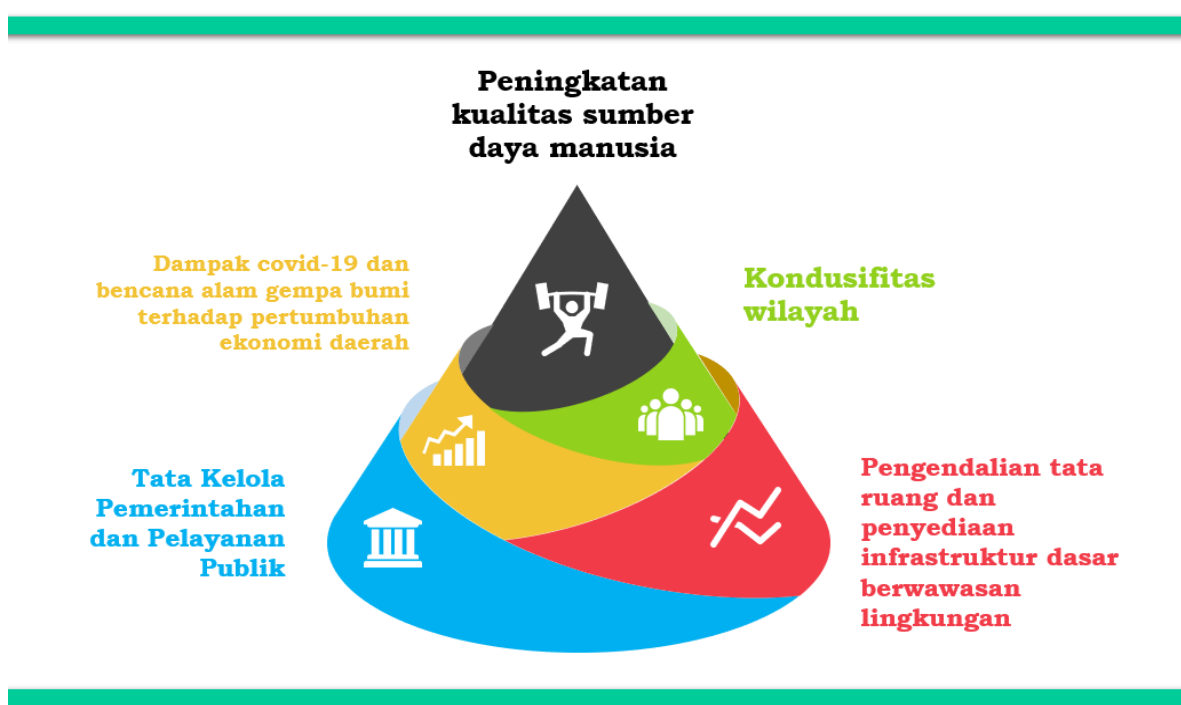 Peningkatan
kualitas sumber
daya manusia
Dampak covid-19 dan
bencana alam gempa bumi
terhadap pertumbuhan
ekonomi daerah
Kondusifitas
wilayah
Tata Kelola
Pemerintahan
dan Pelayanan
Publik
Pengendalian tata
ruang dan
penyediaan
infrastruktur dasar
berwawasan
lingkungan